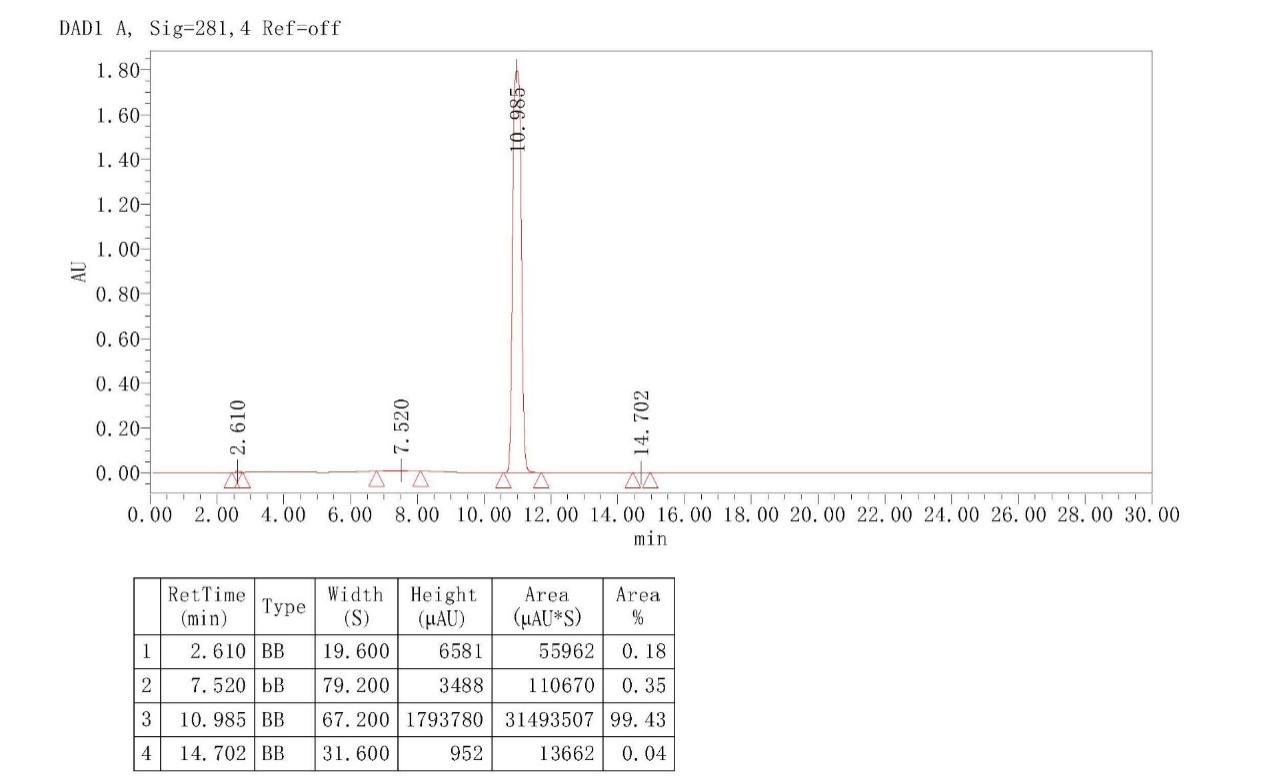 DAD1 A, Sig=281,4 Ref=off
1.80
1.60
1.40
1.20
1.00
0.80
0.60
0.40
0.20
0.00
AU
2.610
7.520
10.985
14.702
0.00 2.00 4.00 6.00 8.00 10.00 12.00 14.00 16.00 18.00 20.00 22.00 24.00 26.00 28.00 30.00
min
RetTime (min) Type Width (S) Height (μAU) Area (μAU*S) Area %
1 2.610 BB 19.600 6581 55962 0.18
2 7.520 bB 79.200 3488 110670 0.35
3 10.985 BB 67.200 1793780 31493507 99.43
4 14.702 BB 31.600 952 13662 0.04